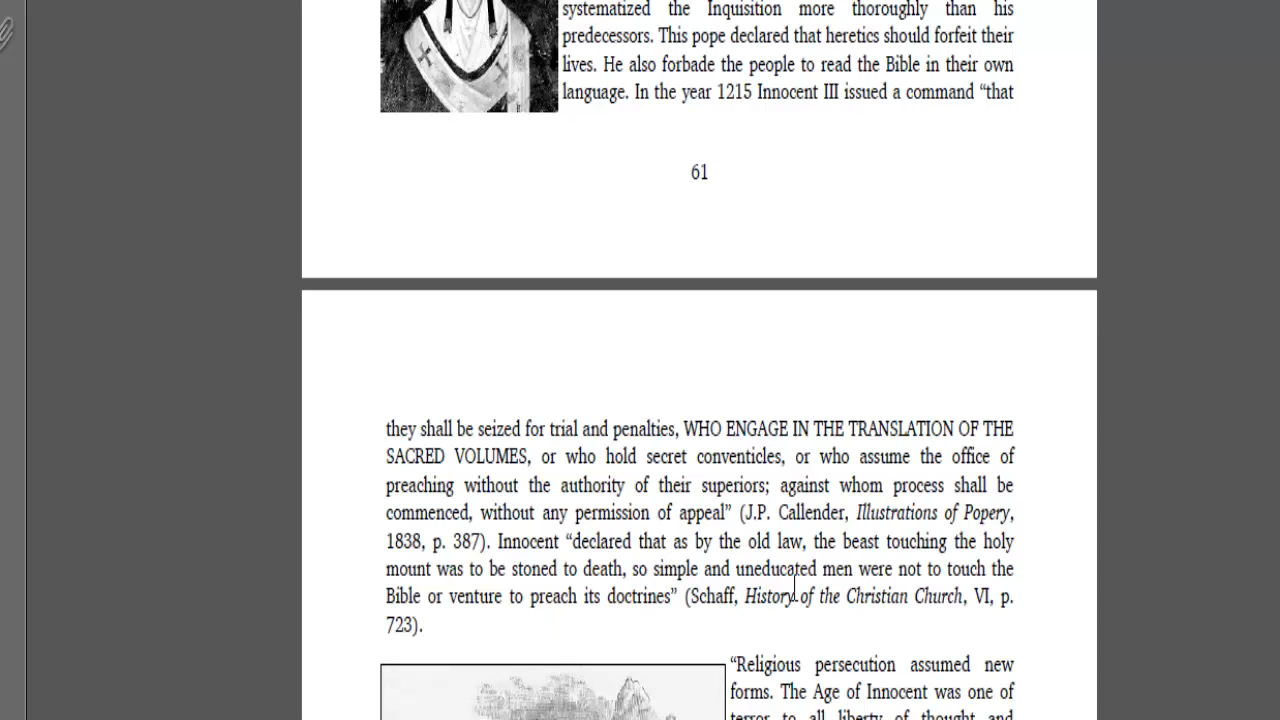 systematized the Inquisition more thoroughly than his
predecessors. This pope declared that heretics should forfeit their
lives. He also forbade the people to read the Bible in their own
language. In the year 1215 Innocent III issued a command “that
61
they shall be seized for trial and penalties, WHO ENGAGE IN THE TRANSLATION OF THE
SACRED VOLUMES, or who hold secret conventicles, or who assume the office of
preaching without the authority of their superiors; against whom process shall be
commenced, without any permission of appeal” (J.P. Callender, Illustrations of Popery,
1838, p. 387). Innocent “declared that as by the old law, the beast touching the holy
mount was to be stoned to death, so simple and uneducated men were not to touch the
Bible or venture to preach its doctrines” (Schaff, History of the Christian Church, VI, p.
723).
“Religious persecution assumed new
forms. The Age of Innocent was one of
terror to all liberty of thought and